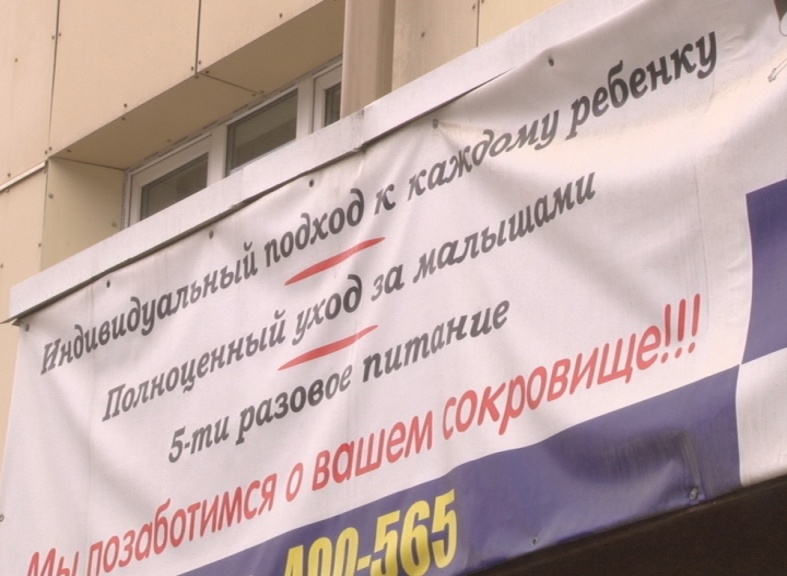 Индивидуальный подход к каждому ребенку
Полноценный уход за малышами
5-ти разовое питание
Мы позаботимся о вашем сокровище!!!
400-565